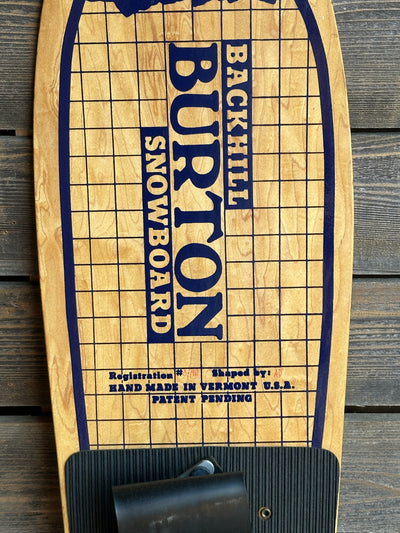 BACKHILL
BURTON
SNOWBOARD
Registration # Shaped by:
HAND MADE IN VERMONT U.S.A.
PATENT PENDING